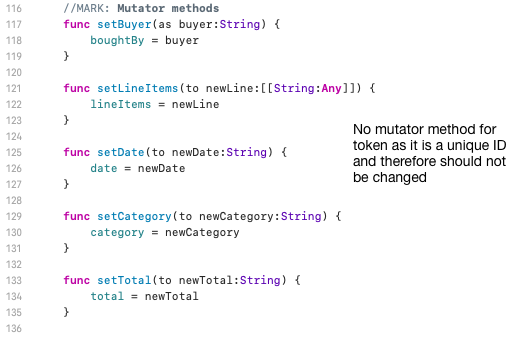 116 //MARK: Mutator methods
117 func setBuyer(as buyer:String) {
118 boughtBy = buyer
119 }
120
121 func setLineItems(to newLine:[[String:Any]]) {
122 lineItems = newLine
123 }
124
125 func setDate(to newDate:String) {
126 date = newDate
127 }
128
129 func setCategory(to newCategory:String) {
130 category = newCategory
131 }
132
133 func setTotal(to newTotal:String) {
134 total = newTotal
135 }
136
No mutator method for
token as it is a unique ID
and therefore should not
be changed